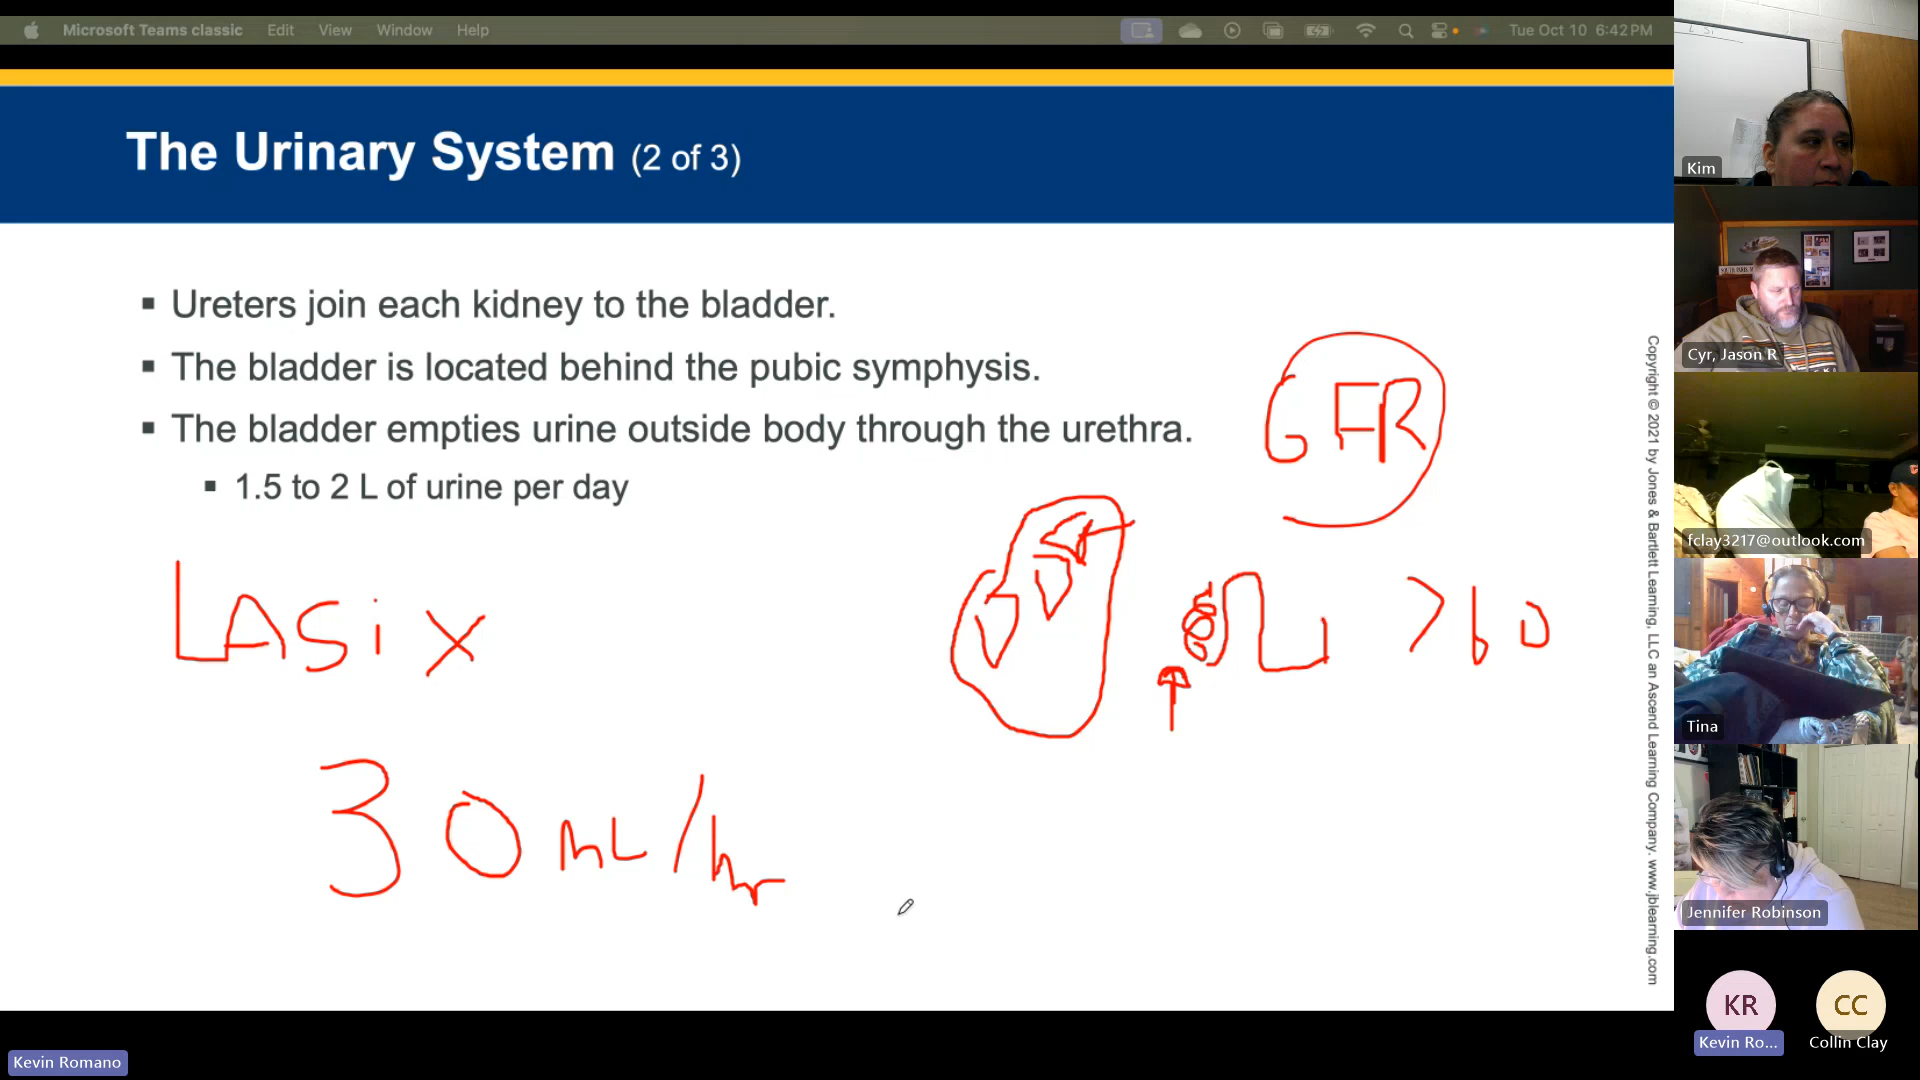 Microsoft Teams classic Edit View Window Help Tue Oct 10 6:42 PM
The Urinary System (2 of 3)
▪ Ureters join each kidney to the bladder.
▪ The bladder is located behind the pubic symphysis.
▪ The bladder empties urine outside body through the urethra.
▪ 1.5 to 2 L of urine per day
GFR
LASix
>60
30 mL/hr
Copyright © 2021 by Jones & Bartlett Learning, LLC an Ascend Learning Company. www.jblearning.com
Kim
Cyr, Jason R
fclay3217@outlook.com
Tina
Jennifer Robinson
KR
CC
Kevin Ro...
Collin Clay
Kevin Romano